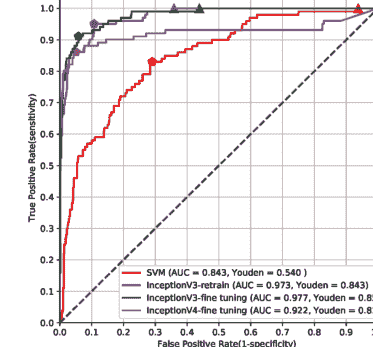 1.0
0.9
0.8
0.7
0.6
0.5
0.4
0.3
0.2
0.1
0.0
True Positive Rate(sensitivity)
SVM (AUC = 0.843, Youden = 0.540 )
InceptionV3-retrain (AUC = 0.973, Youden = 0.843)
InceptionV3-fine tuning (AUC = 0.977, Youden = 0.8
InceptionV4-fine tuning (AUC = 0.922, Youden = 0.8
0.0 0.1 0.2 0.3 0.4 0.5 0.6 0.7 0.8 0.9
False Positive Rate(1-specificity)